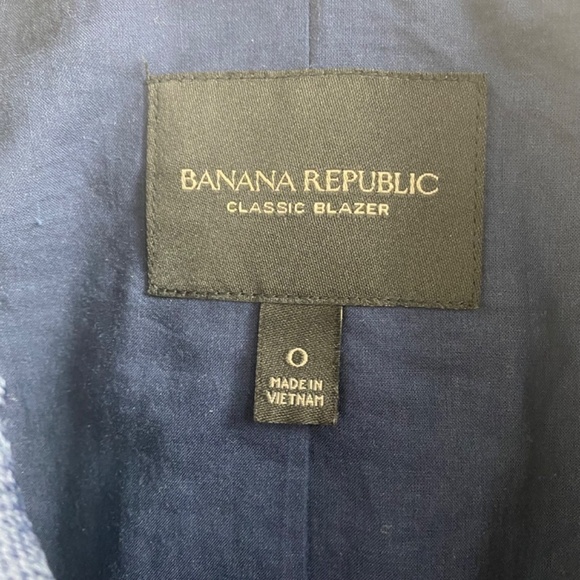 BANANA REPUBLIC
CLASSIC BLAZER
0
MADE IN
VIETNAM